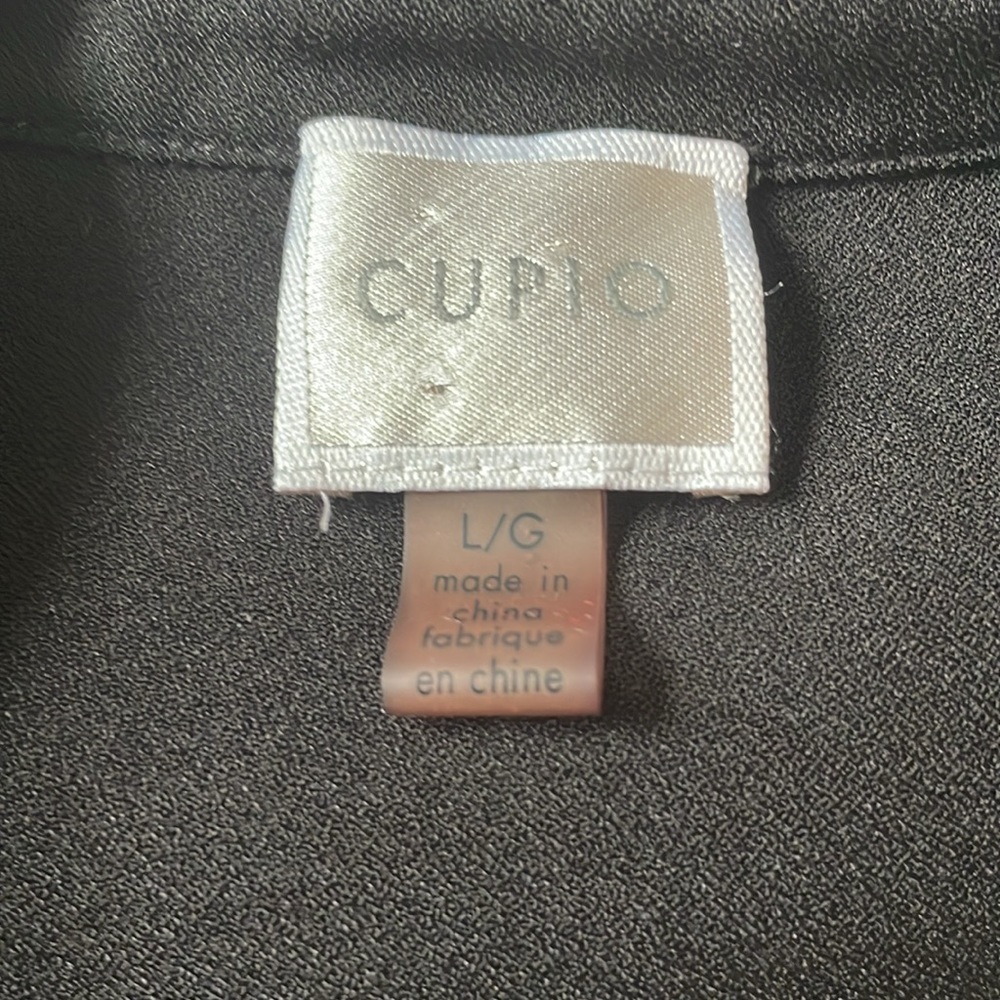 CUPIO
L/G
made in
china
fabrique
en chine